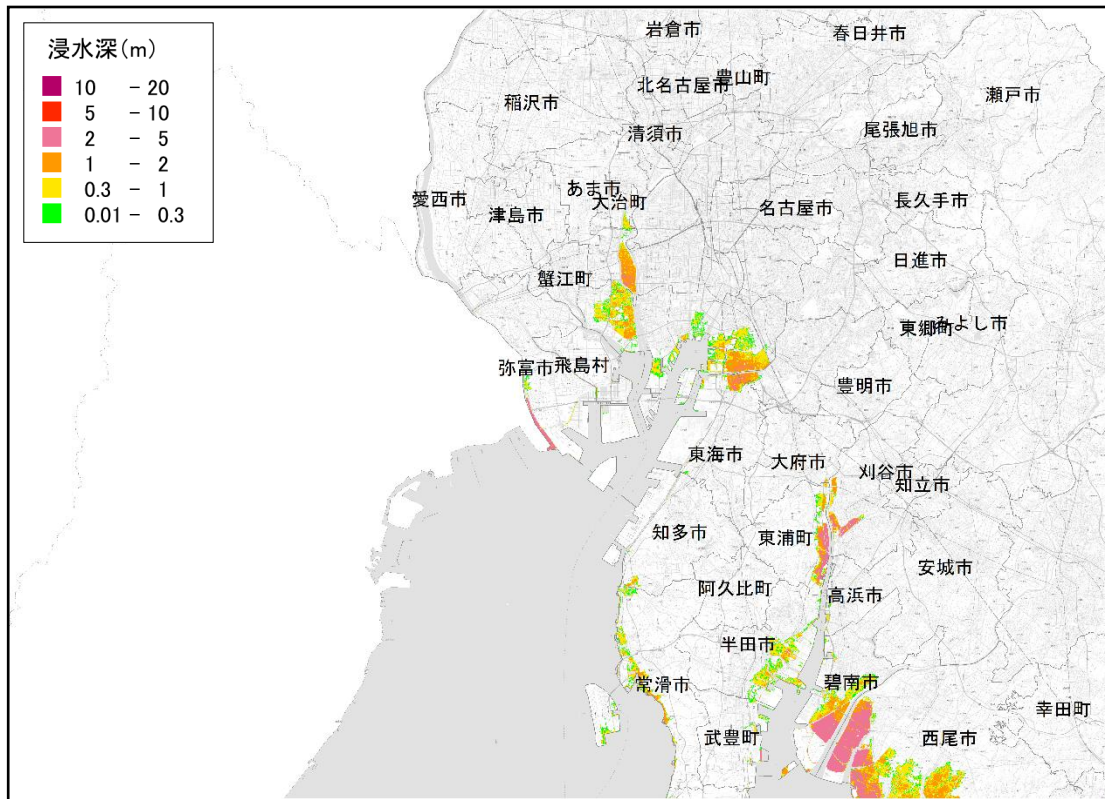 浸水深(m)
10 - 20
5 - 10
2 - 5
1 - 2
0.3 - 1
0.01 - 0.3
岩倉市
春日井市
豊山町
北名古屋市
瀬戸市
稲沢市
清須市
尾張旭市
あま市
大治町
愛西市
津島市
名古屋市
長久手市
日進市
蟹江町
東郷町
みよし市
弥富市
飛島村
豊明市
東海市
大府市
刈谷市
知立市
知多市
東浦町
安城市
阿久比町
高浜市
半田市
常滑市
碧南市
幸田町
武豊町
西尾市